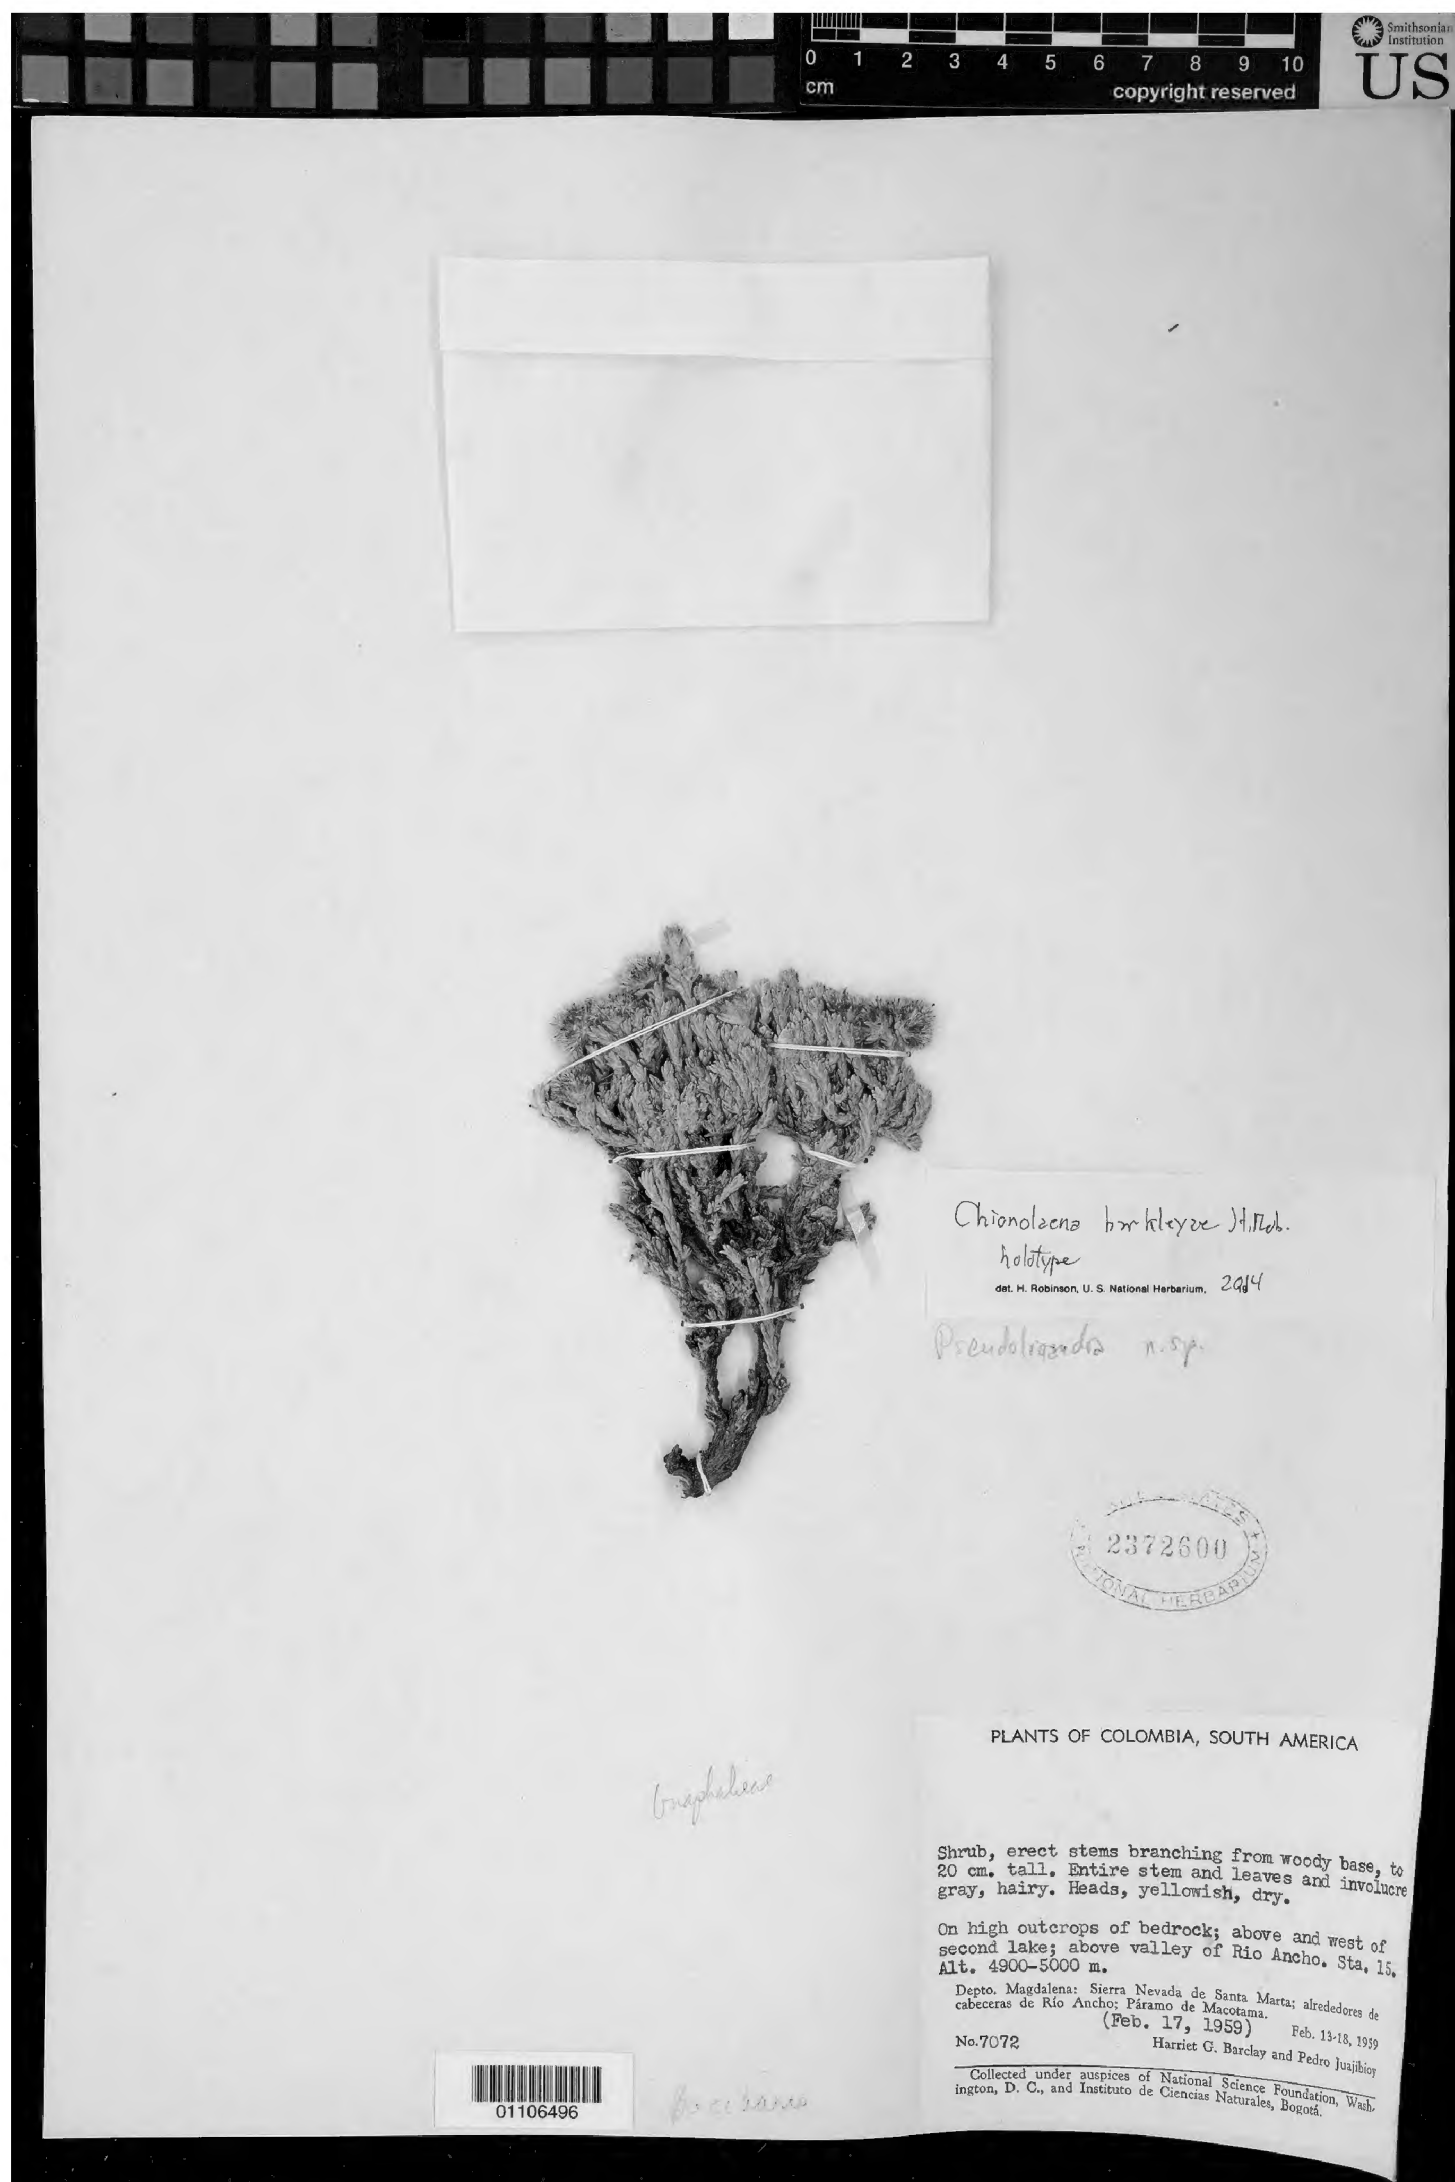 0 1 2 3 4 5 6 7 8 9 10
cm copyright reserved
Smithsonian
Institution
US
Chionolaena barkleyae H. Rob.
holotype
det. H. Robinson, U. S. National Herbarium, 2014
n. sp.
2372600
NATIONAL HERBARIUM
PLANTS OF COLOMBIA, SOUTH AMERICA
Shrub, erect stems branching from woody base, to
20 cm. tall. Entire stem and leaves and involucre
gray, hairy. Heads, yellowish, dry.
On high outcrops of bedrock; above and west of
second lake; above valley of Rio Ancho. Sta. 15.
Alt. 4900-5000 m.
Depto. Magdalena: Sierra Nevada de Santa Marta; alrededores de
cabeceras de Río Ancho; Páramo de Macotama.
(Feb. 17, 1959) Feb. 13-18, 1959
No. 7072 Harriet G. Barclay and Pedro Juajibioy
Collected under auspices of National Science Foundation, Wash-
ington, D. C., and Instituto de Ciencias Naturales, Bogotá.
Gnaphalieae
01106496
Baccharis